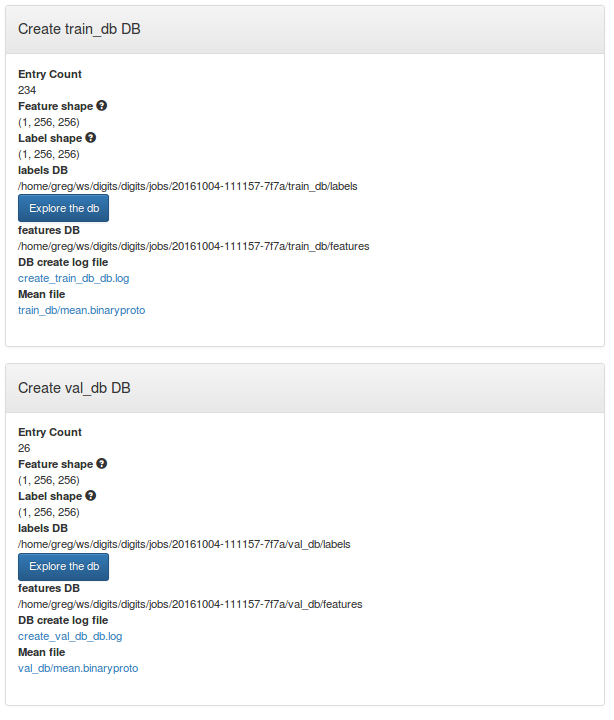 Create train_db DB
Entry Count
234
Feature shape ?
(1, 256, 256)
Label shape ?
(1, 256, 256)
labels DB
/home/greg/ws/digits/digits/jobs/20161004-111157-7f7a/train_db/labels
Explore the db
features DB
/home/greg/ws/digits/digits/jobs/20161004-111157-7f7a/train_db/features
DB create log file
create_train_db_db.log
Mean file
train_db/mean.binaryproto
Create val_db DB
Entry Count
26
Feature shape ?
(1, 256, 256)
Label shape ?
(1, 256, 256)
labels DB
/home/greg/ws/digits/digits/jobs/20161004-111157-7f7a/val_db/labels
Explore the db
features DB
/home/greg/ws/digits/digits/jobs/20161004-111157-7f7a/val_db/features
DB create log file
create_val_db_db.log
Mean file
val_db/mean.binaryproto